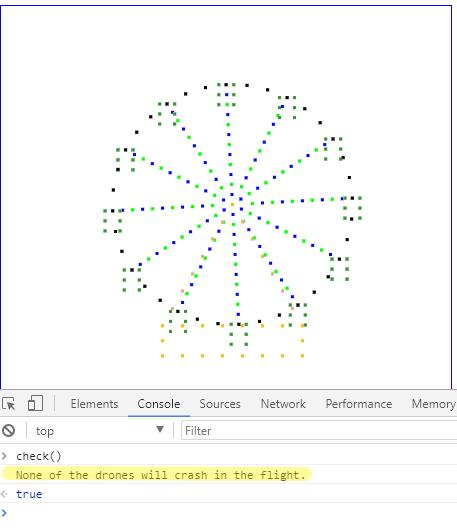 Elements Console Sources Network Performance Memory
top Filter
check()
None of the drones will crash in the flight.
true